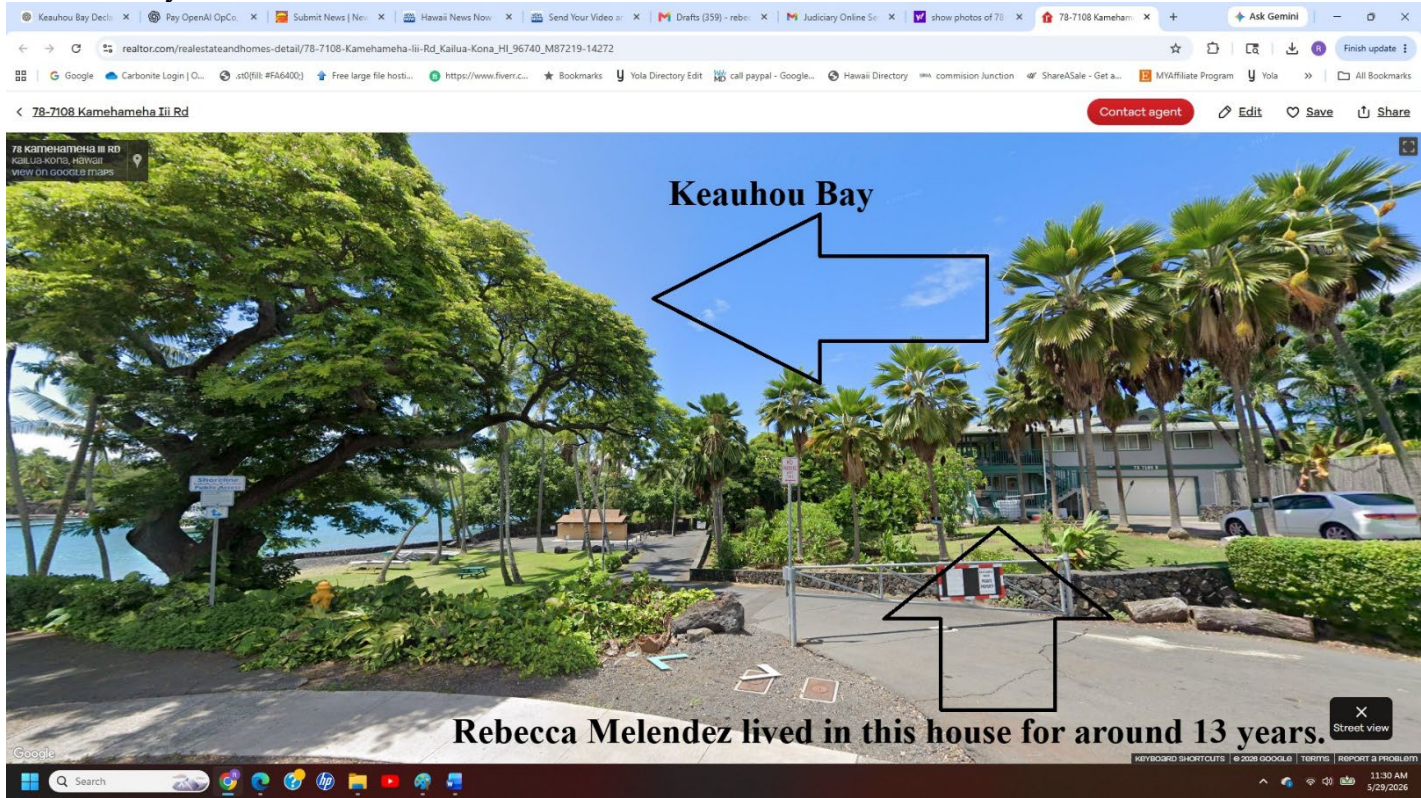 Keauhou Bay Decla
Pay OpenAI OpCo,
Submit News | Nev
Hawaii News Now
Send Your Video ar
Drafts (359) - rebec
Judiciary Online Se
show photos of 78
78-7108 Kameham
Ask Gemini
realtor.com/realestateandhomes-detail/78-7108-Kamehameha-Iii-Rd_Kailua-Kona_HI_96740_M87219-14272
Finish update
Google
Carbonite Login | O...
.st0{fill: #FA6400;}
Free large file hosti...
https://www.fiverr.c...
Bookmarks
Yola Directory Edit
call paypal - Google...
Hawaii Directory
commision Junction
ShareASale - Get a...
MYAffiliate Program
Yola
»
All Bookmarks
78-7108 Kamehameha Iii Rd
Contact agent
Edit
Save
Share
78 Kamehameha III RD
Kailua-Kona, Hawaii
View on Google Maps
Keauhou Bay
Shoreline
Public Access
Rebecca Melendez lived in this house for around 13 years.
Street view
Google
Keyboard shortcuts
© 2026 Google
Terms
Report a problem
Search
11:30 AM
5/29/2026